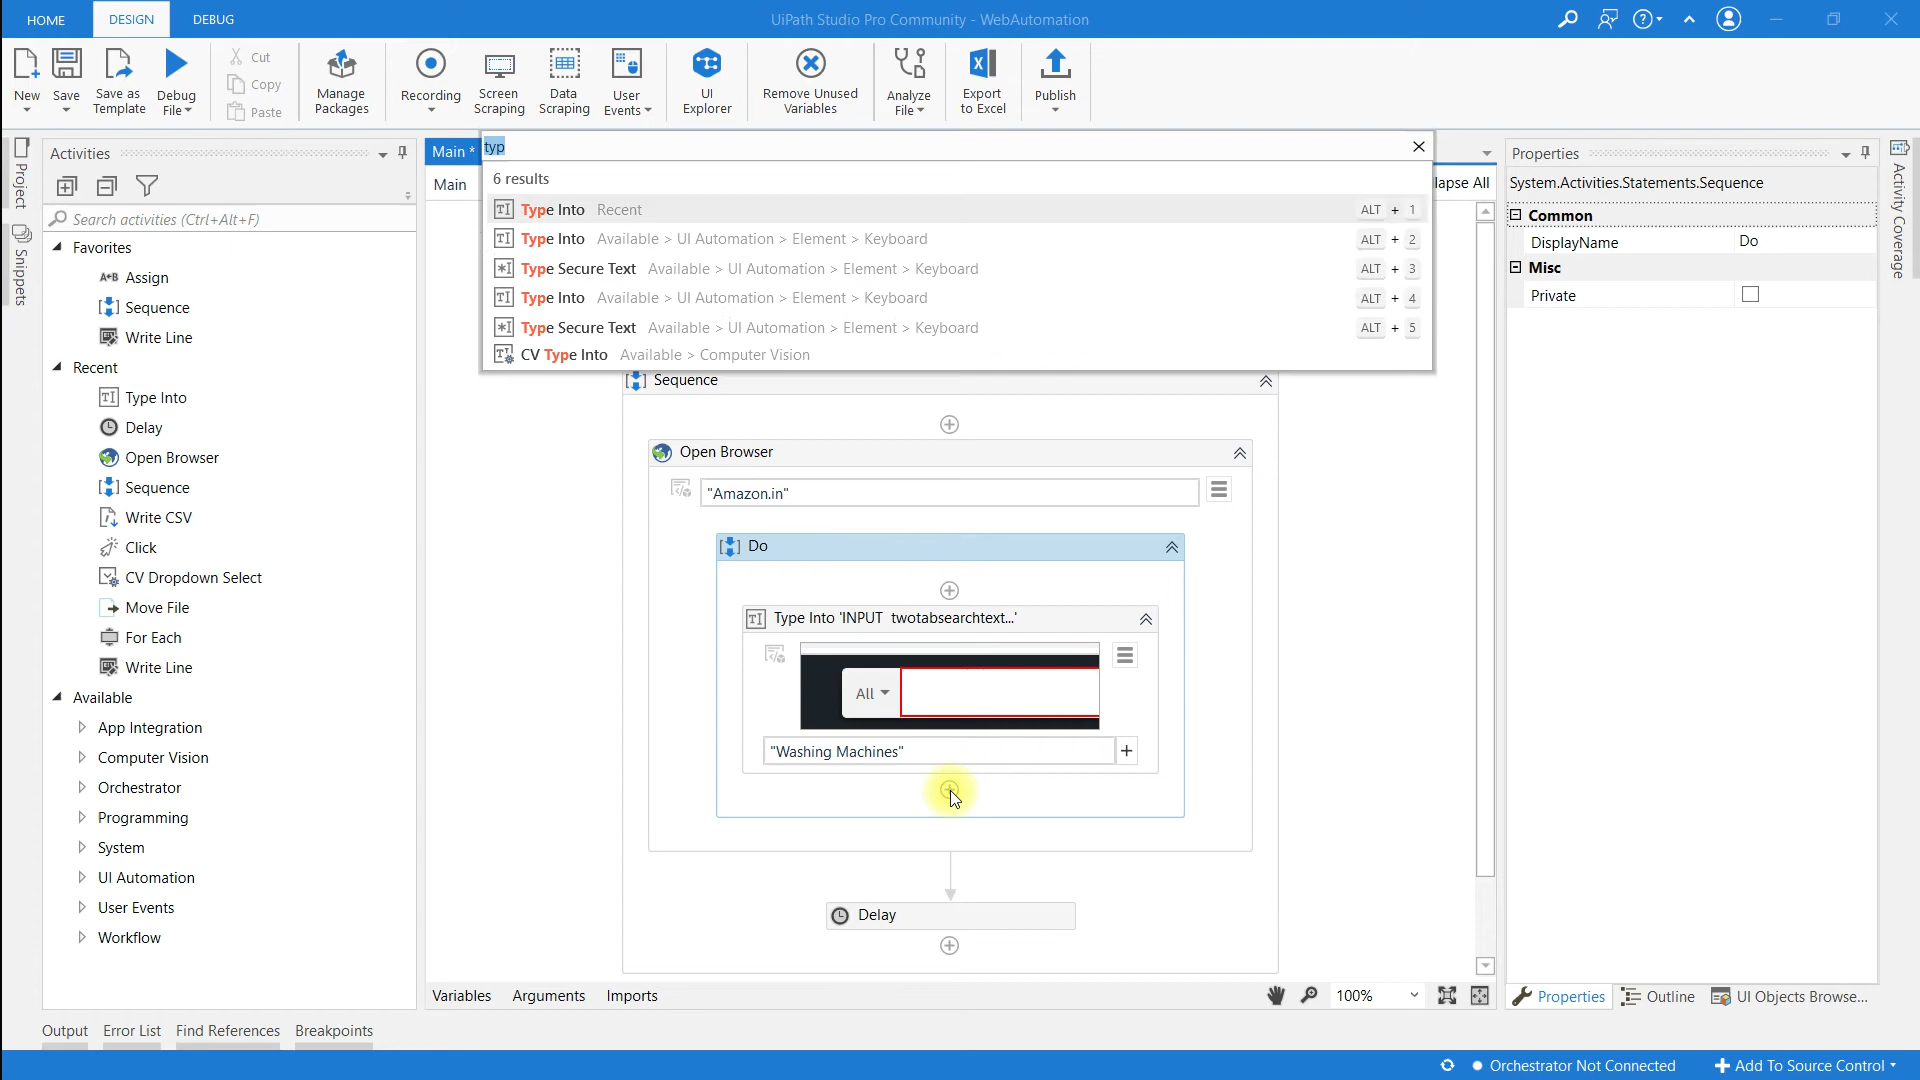 HOME DESIGN DEBUG UiPath Studio Pro Community - WebAutomation
New Save Save as Template Debug File Cut Copy Paste Manage Packages Recording Screen Scraping Data Scraping User Events UI Explorer Remove Unused Variables Analyze File Export to Excel Publish
Project
Snippets
Activities
Search activities (Ctrl+Alt+F)
Favorites
Assign
Sequence
Write Line
Recent
Type Into
Delay
Open Browser
Sequence
Write CSV
Click
CV Dropdown Select
Move File
For Each
Write Line
Available
App Integration
Computer Vision
Orchestrator
Programming
System
UI Automation
User Events
Workflow
Main *
typ
Main
lapse All
6 results
Type Into Recent ALT + 1
Type Into Available > UI Automation > Element > Keyboard ALT + 2
Type Secure Text Available > UI Automation > Element > Keyboard ALT + 3
Type Into Available > UI Automation > Element > Keyboard ALT + 4
Type Secure Text Available > UI Automation > Element > Keyboard ALT + 5
CV Type Into Available > Computer Vision
Sequence
Open Browser
"Amazon.in"
Do
Type Into 'INPUT twotabsearchtext...'
All
"Washing Machines"
Delay
Variables Arguments Imports 100%
Properties
System.Activities.Statements.Sequence
Common
DisplayName Do
Misc
Private
Activity Coverage
Properties Outline UI Objects Browse...
Output Error List Find References Breakpoints
Orchestrator Not Connected Add To Source Control